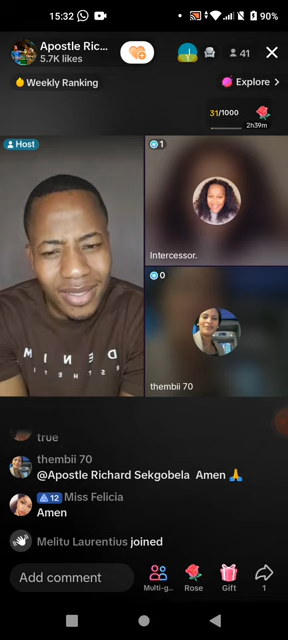 15:32
90%
Apostle Ric...
5.7K likes
41
Weekly Ranking
Explore >
31/1000
2h39m
Host
1
Intercessor.
DENIM
0
thembii 70
true
thembii 70
@Apostle Richard Sekgobela Amen 🙏
12 Miss Felicia
Amen
Melitu Laurentius joined
Add comment
Multi-g...
Rose
Gift
1